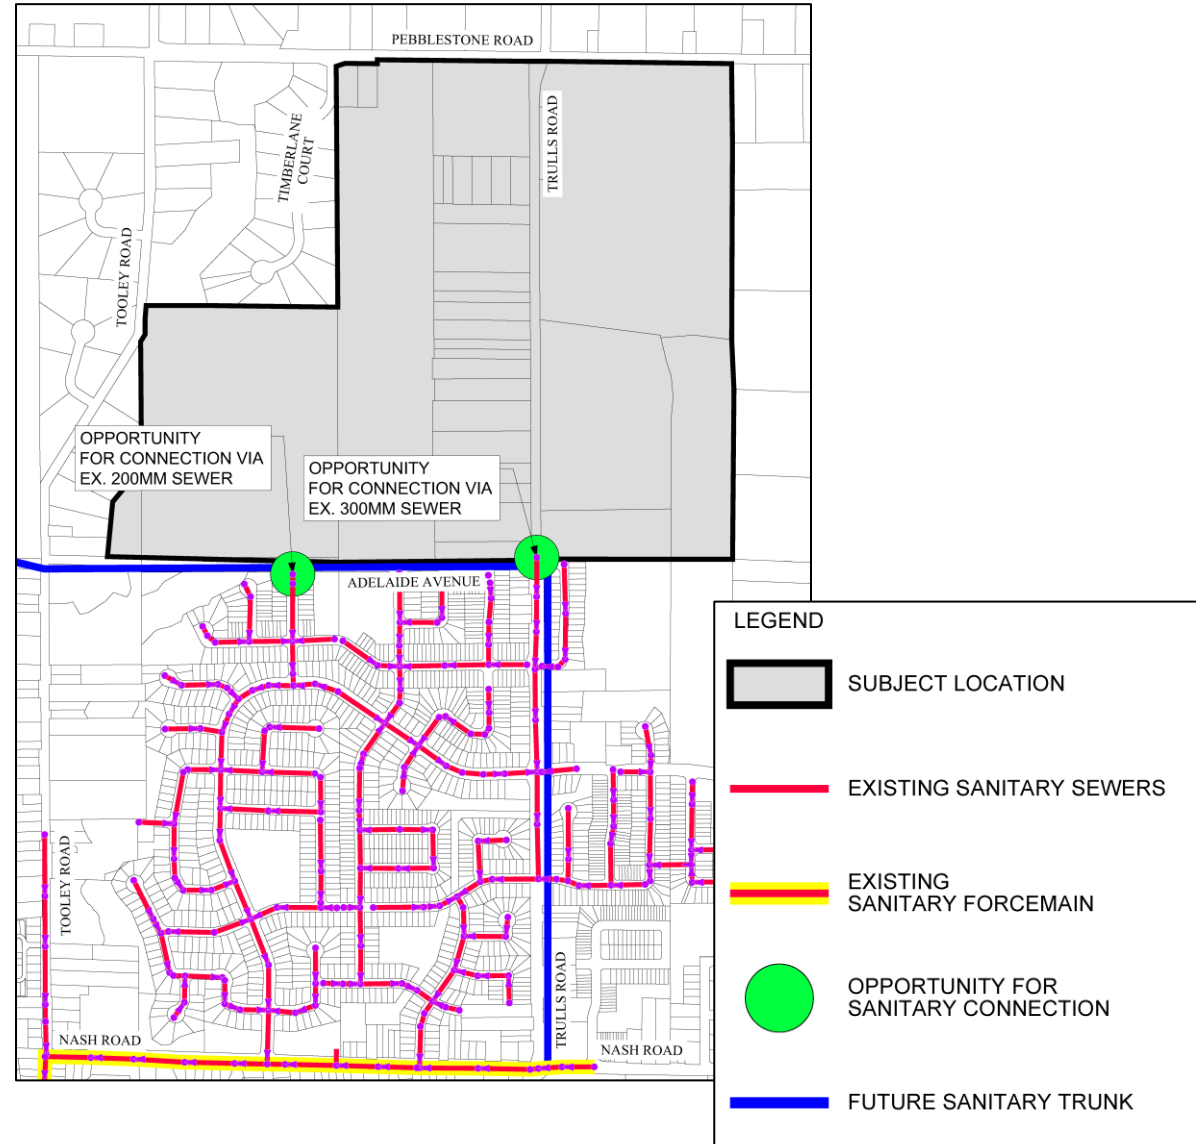 PEBBLESTONE ROAD
TIMBERLANE
COURT
TRULLS ROAD
TOOLEY ROAD
OPPORTUNITY
FOR CONNECTION VIA
EX. 200MM SEWER
OPPORTUNITY
FOR CONNECTION VIA
EX. 300MM SEWER
ADELAIDE AVENUE
TOOLEY ROAD
TRULLS ROAD
NASH ROAD
NASH ROAD
LEGEND
SUBJECT LOCATION
EXISTING SANITARY SEWERS
EXISTING
SANITARY FORCEMAIN
OPPORTUNITY FOR
SANITARY CONNECTION
FUTURE SANITARY TRUNK